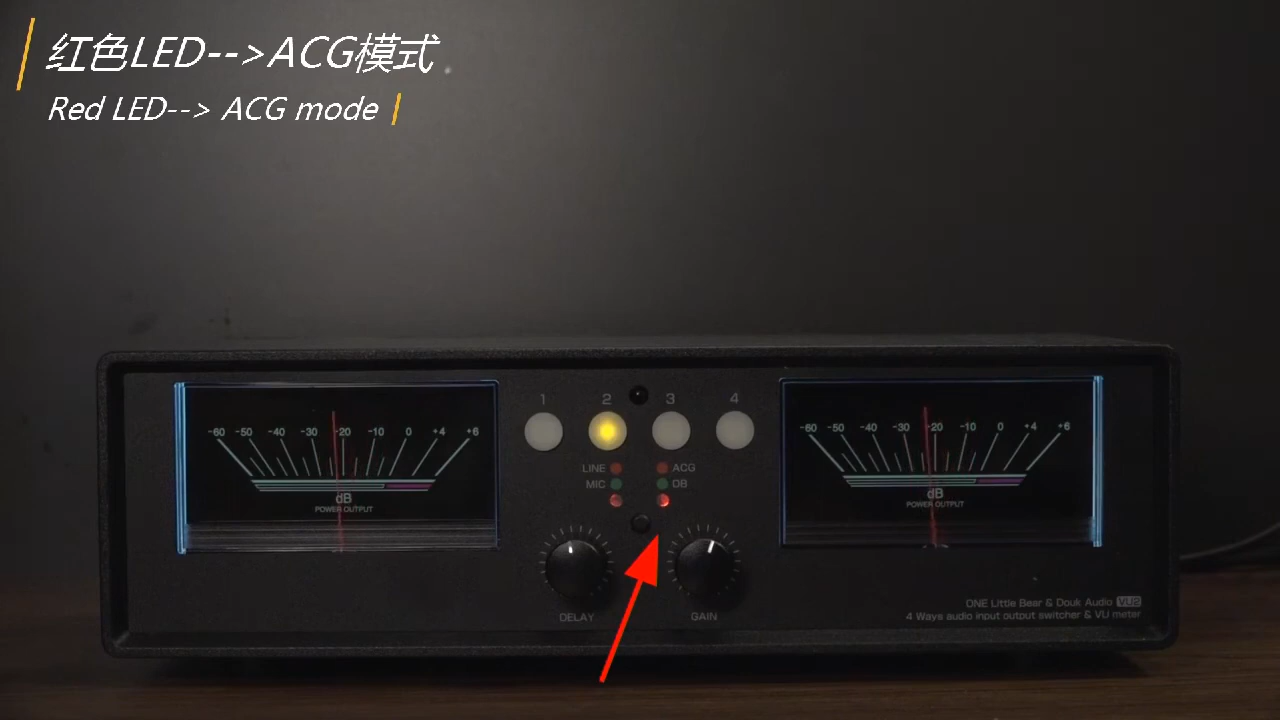 红色LED-->ACG模式
Red LED--> ACG mode
1 2 3 4
-60 -50 -40 -30 -20 -10 0 +4 +6
dB
POWER OUTPUT
LINE ACG
MIC DB
-60 -50 -40 -30 -20 -10 0 +4 +6
dB
POWER OUTPUT
DELAY GAIN
ONE Little Bear & Douk Audio VU2
4 Ways audio input output switcher & VU meter